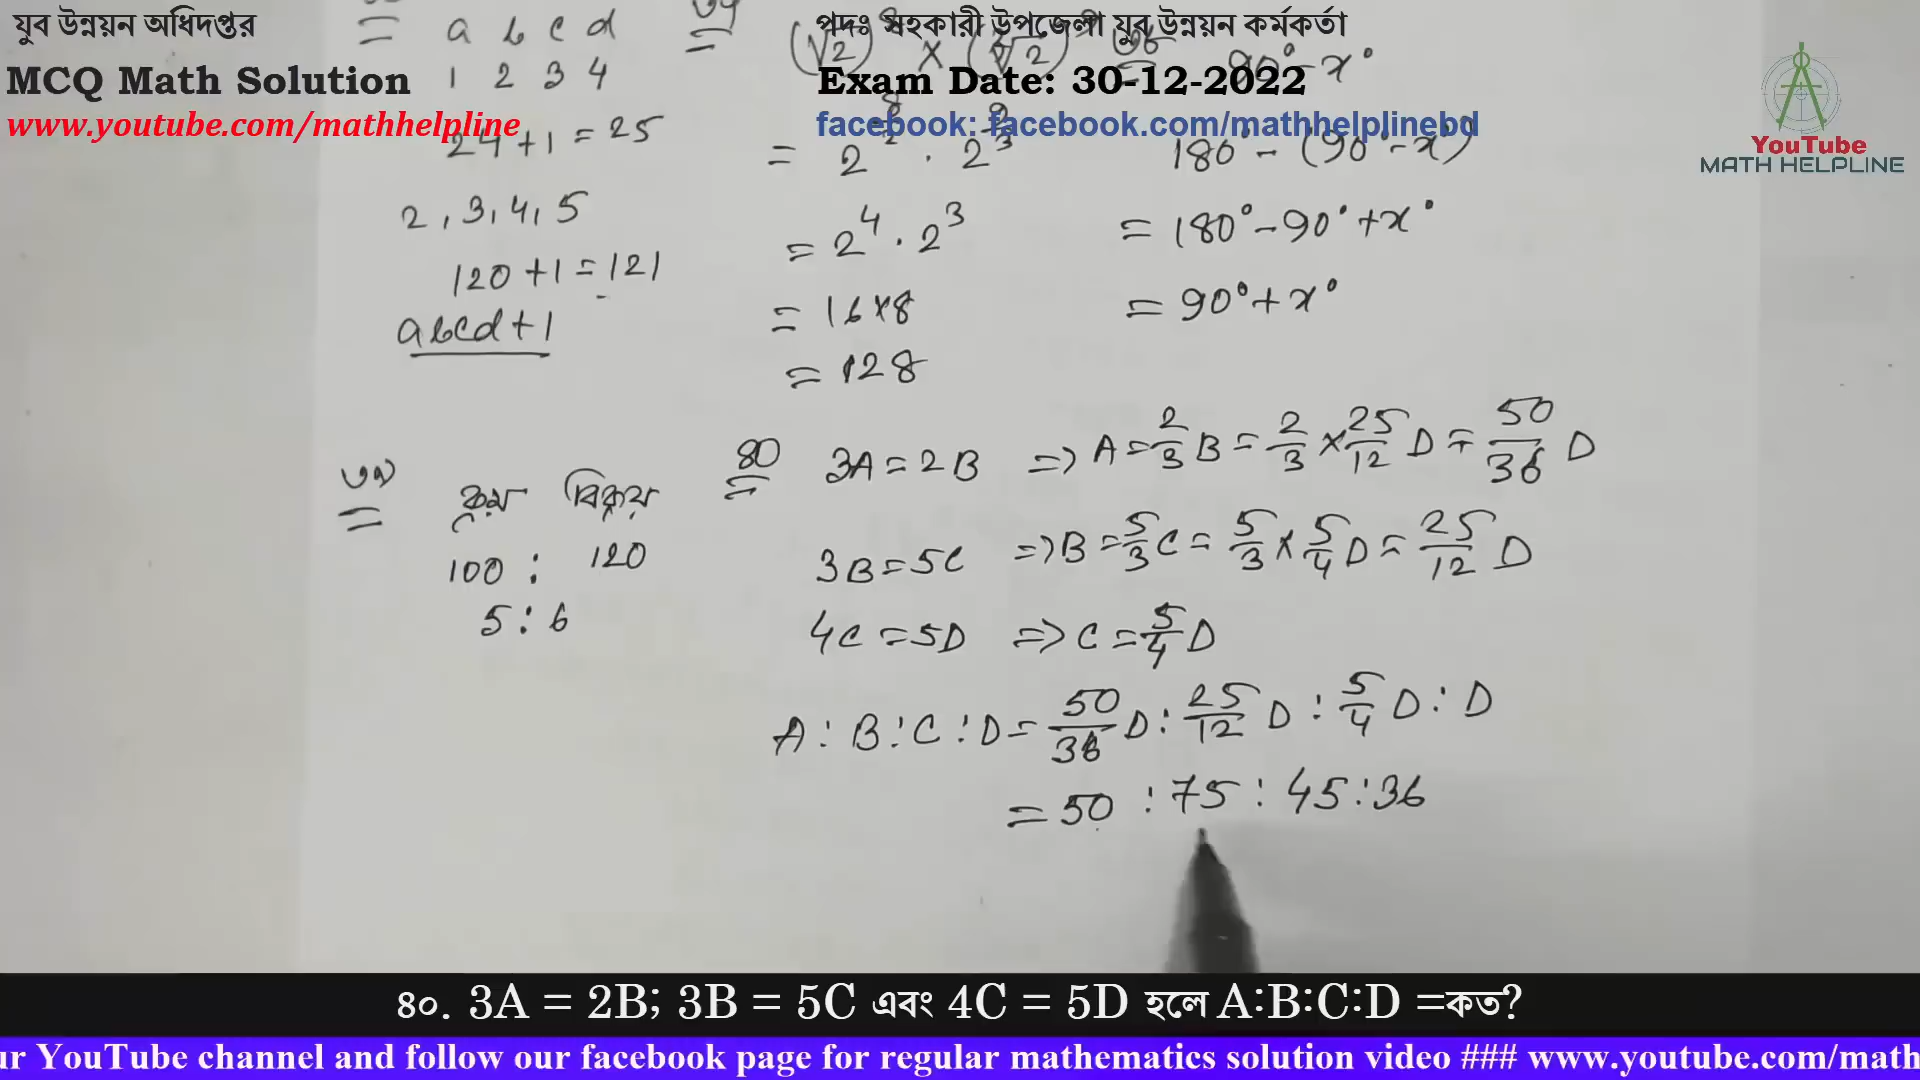 যুব উন্নয়ন অধিদপ্তর
পদঃ সহকারী উপজেলা যুব উন্নয়ন কর্মকর্তা
MCQ Math Solution
Exam Date: 30-12-2022
www.youtube.com/mathhelpline
facebook: facebook.com/mathhelplinebd
YouTube
MATH HELPLINE
a b c d
1 2 3 4
24+1=25
2, 3, 4, 5
120+1=121
abcd+1
= 2^4 · 2^3
= 16×8
= 128
90°-x°
180°-(90°-x°)
= 180°-90°+x°
= 90°+x°
৩৯
ক্রয় বিক্রয়
100 : 120
5 : 6
৪০
3A=2B => A=2/3 B = 2/3 × 25/12 D = 50/36 D
3B=5C => B=5/3 C = 5/3 × 5/4 D = 25/12 D
4C=5D => C=5/4 D
A:B:C:D = 50/36 D : 25/12 D : 5/4 D : D
= 50 : 75 : 45 : 36
৪০. 3A = 2B; 3B = 5C এবং 4C = 5D হলে A:B:C:D =কত?
ur YouTube channel and follow our facebook page for regular mathematics solution video ### www.youtube.com/math